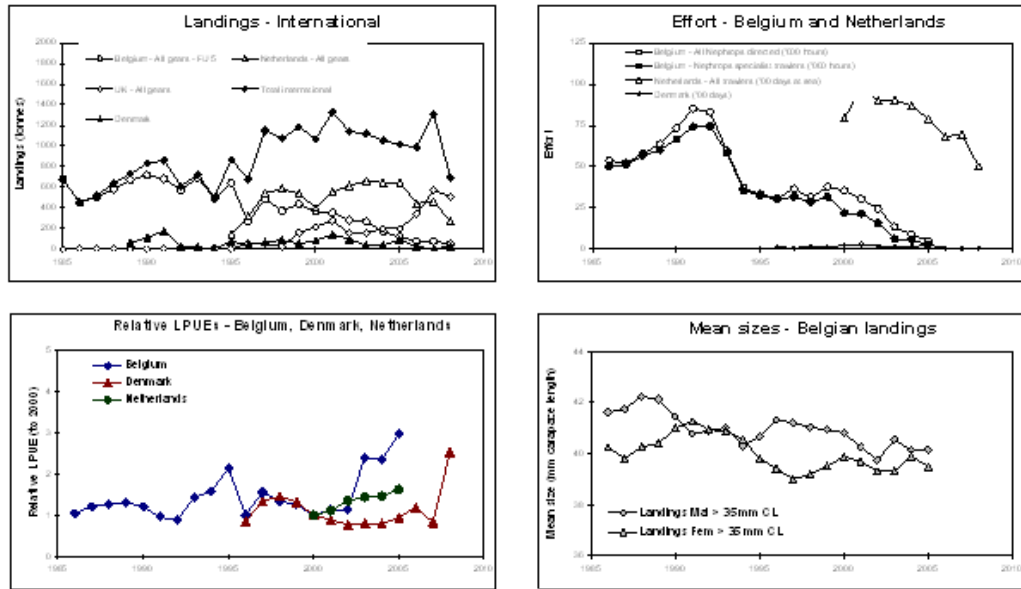 Landings - International
Landings (tonnes)
2000
1800
1600
1400
1200
1000
800
600
400
200
0
Belgium - All gears - FU 5
Netherlands - All gears
UK - All gears
Total international
Denmark
1985
1990
1995
2000
2005
2010
Effort - Belgium and Netherlands
Effort
125
100
75
50
25
0
Belgium - All Nephrops directed ('000 hours)
Belgium - Nephrops specialist trawlers ('000 hours)
Netherlands - All trawlers ('00 days at sea)
Denmark ('00 days)
1985
1990
1995
2000
2005
2010
Relative LPUEs - Belgium, Denmark, Netherlands
Relative LPUE (to 2000)
5
4
3
2
1
0
Belgium
Denmark
Netherlands
1985
1990
1995
2000
2005
2010
Mean sizes - Belgian landings
Mean size (mm carapace length)
44
42
40
38
36
Landings Mal > 35 mm CL
Landings Fem > 35 mm CL
1985
1990
1995
2000
2005
2010